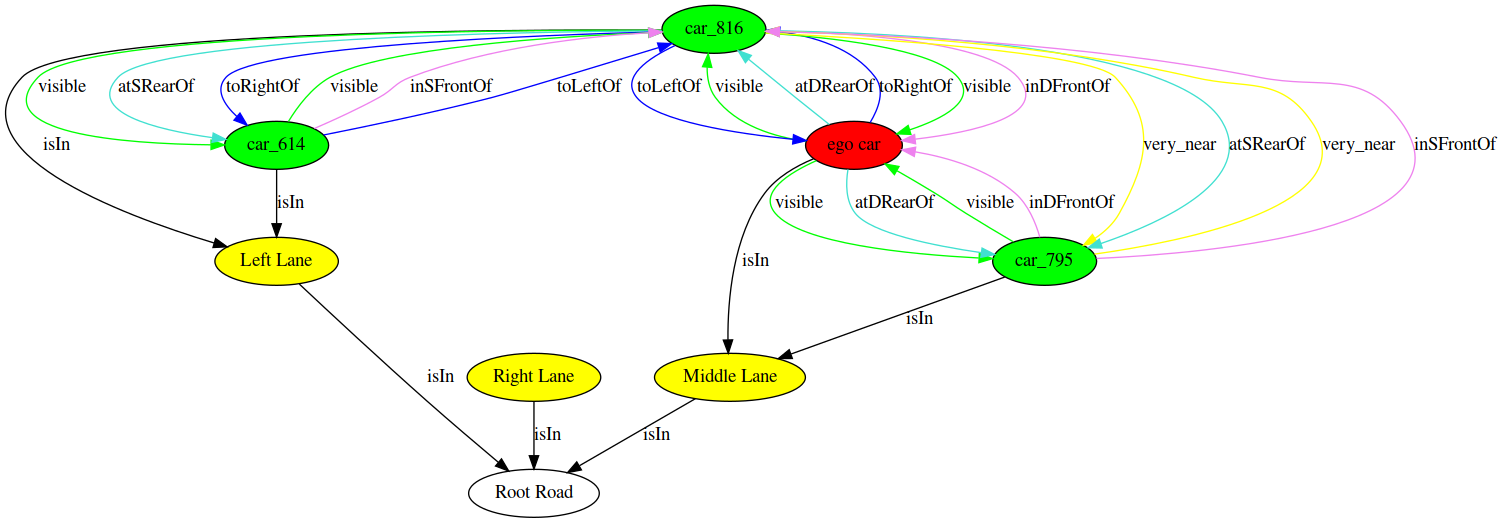 car_816
visible atSRearOf toRightOf visible inSFrontOf toLeftOf toLeftOf visible atDRearOf toRightOf visible inDFrontOf
isIn car_614 ego car very_near atSRearOf very_near inSFrontOf
isIn visible atDRearOf visible inDFrontOf
Left Lane isIn car_795
isIn
isIn Right Lane Middle Lane
isIn isIn
Root Road